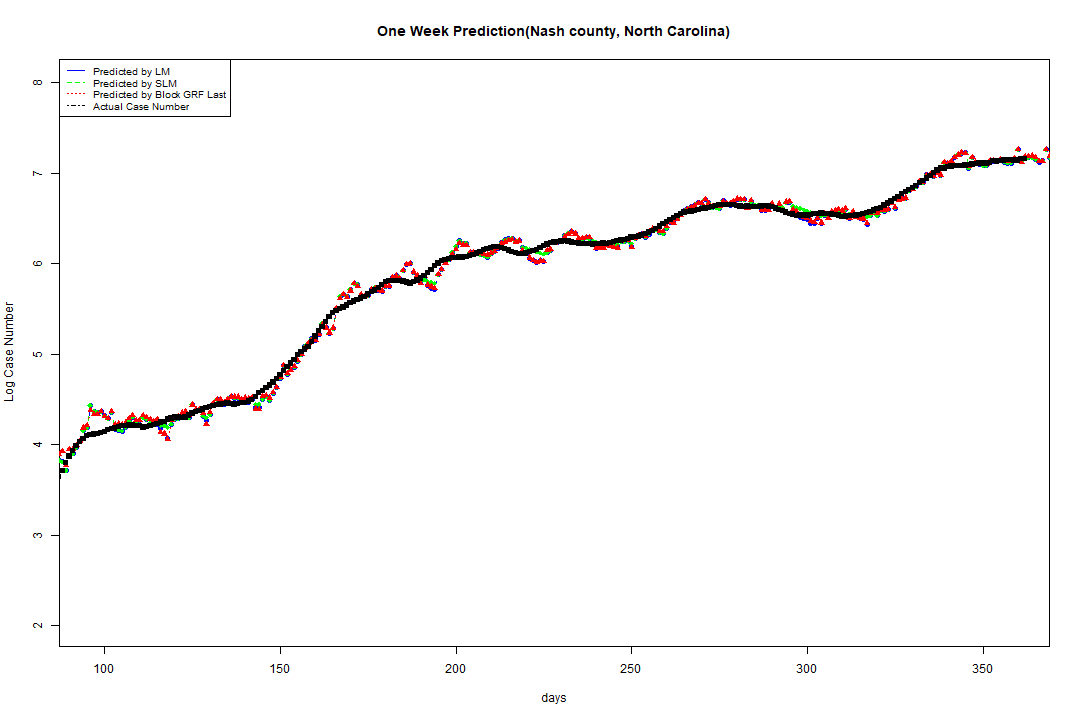 One Week Prediction(Nash county, North Carolina)
Predicted by LM
Predicted by SLM
Predicted by Block GRF Last
Actual Case Number
8
7
6
5
4
3
2
Log Case Number
100 150 200 250 300 350
days